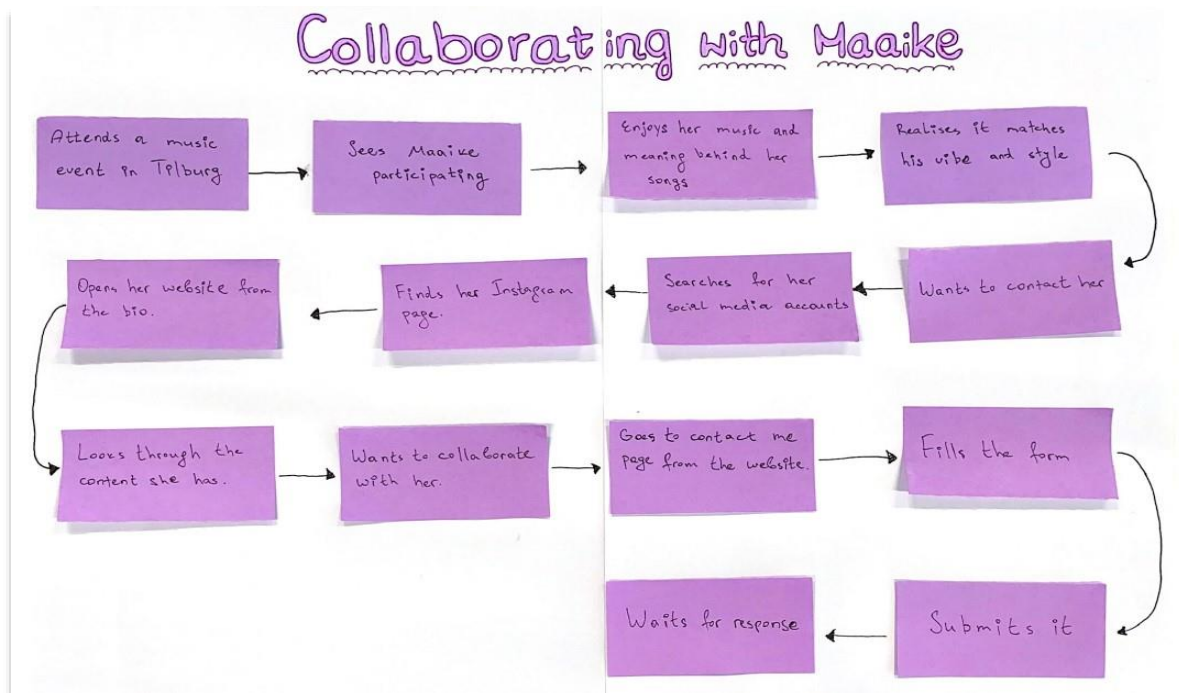 Collaborating with Maaike
Attends a music
event in Tilburg
Sees Maaike
participating
Enjoys her music and
meaning behind her
songs
Realises it matches
his vibe and style
Wants to contact her
Searches for her
social media accounts
Finds her Instagram
page.
Opens her website from
the bio.
Looks through the
content she has.
Wants to collaborate
with her.
Goes to contact me
page from the website.
Fills the form
Submits it
Waits for response